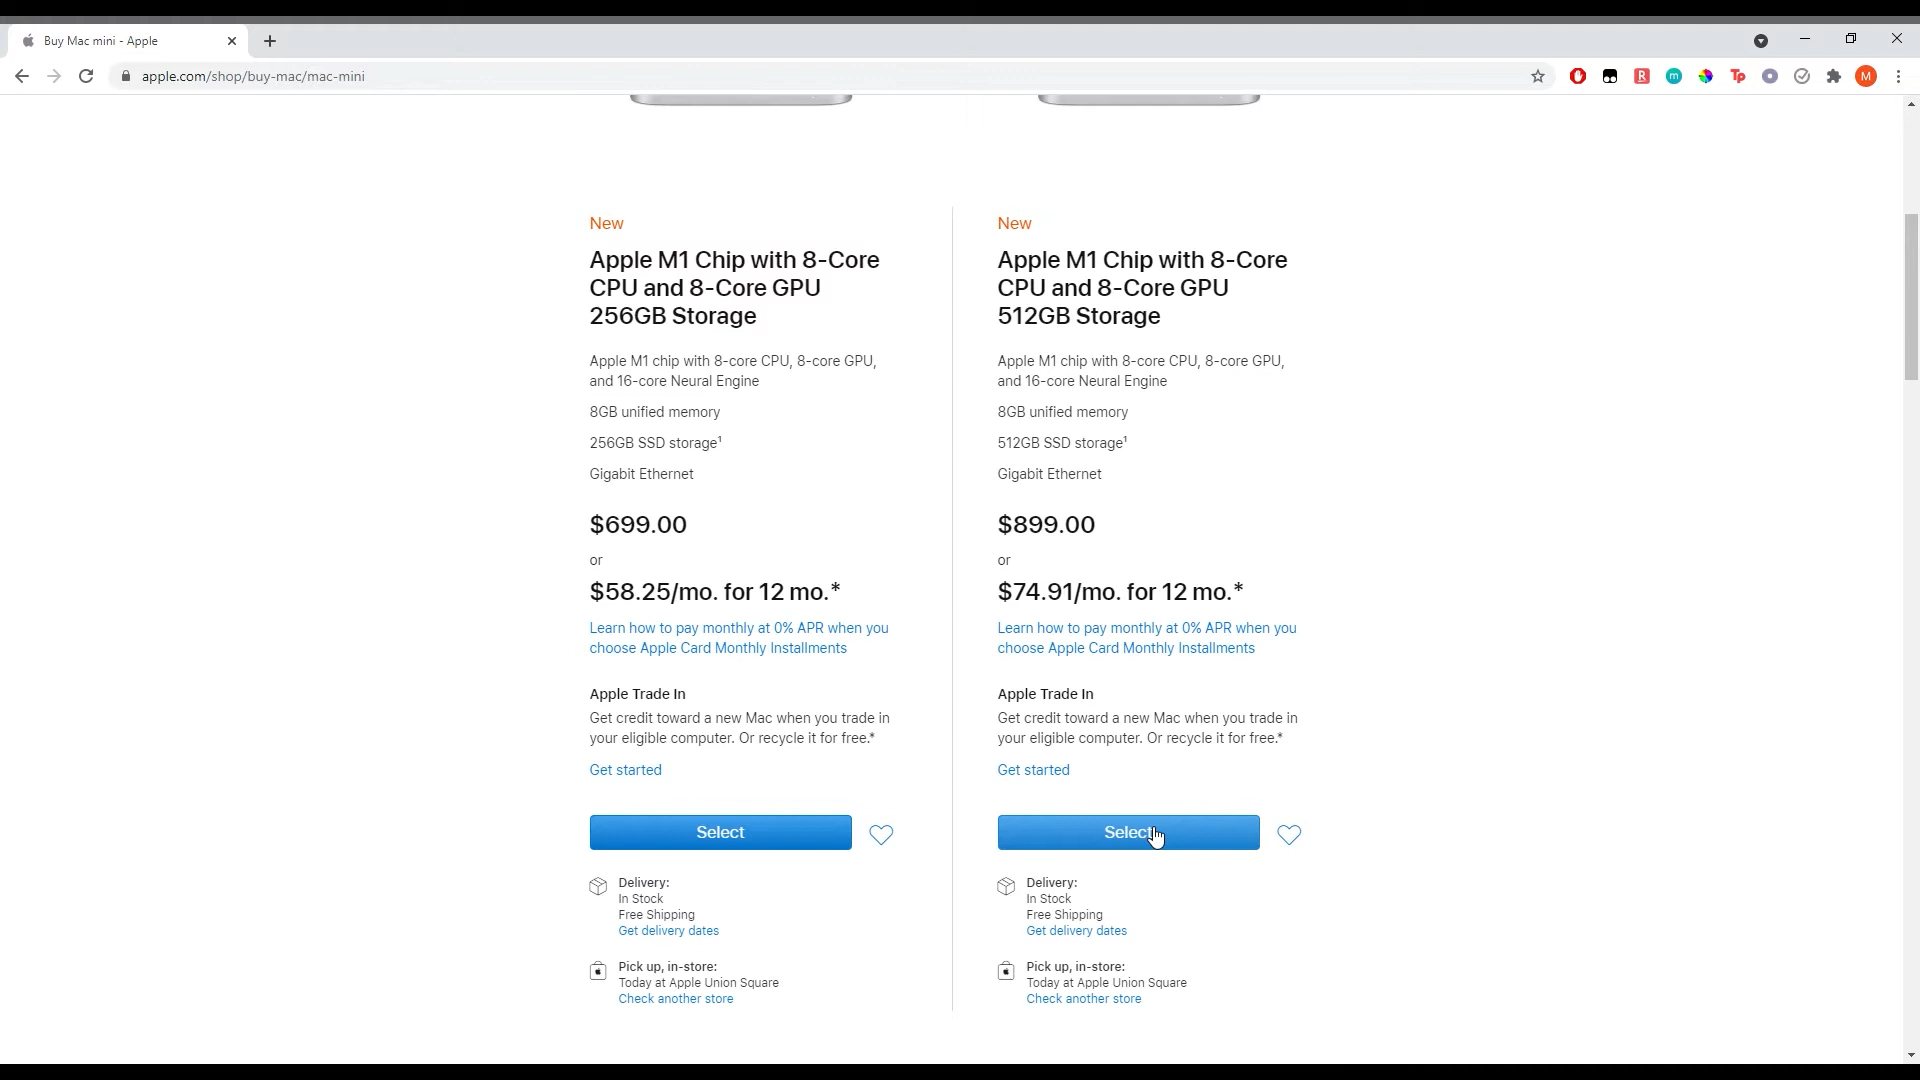 Buy Mac mini - Apple
apple.com/shop/buy-mac/mac-mini
R
m
Tp
M
New
Apple M1 Chip with 8-Core
CPU and 8-Core GPU
256GB Storage
Apple M1 chip with 8-core CPU, 8-core GPU,
and 16-core Neural Engine
8GB unified memory
256GB SSD storage¹
Gigabit Ethernet
$699.00
or
$58.25/mo. for 12 mo.*
Learn how to pay monthly at 0% APR when you
choose Apple Card Monthly Installments
Apple Trade In
Get credit toward a new Mac when you trade in
your eligible computer. Or recycle it for free.*
Get started
Select
Delivery:
In Stock
Free Shipping
Get delivery dates
Pick up, in-store:
Today at Apple Union Square
Check another store
New
Apple M1 Chip with 8-Core
CPU and 8-Core GPU
512GB Storage
Apple M1 chip with 8-core CPU, 8-core GPU,
and 16-core Neural Engine
8GB unified memory
512GB SSD storage¹
Gigabit Ethernet
$899.00
or
$74.91/mo. for 12 mo.*
Learn how to pay monthly at 0% APR when you
choose Apple Card Monthly Installments
Apple Trade In
Get credit toward a new Mac when you trade in
your eligible computer. Or recycle it for free.*
Get started
Select
Delivery:
In Stock
Free Shipping
Get delivery dates
Pick up, in-store:
Today at Apple Union Square
Check another store